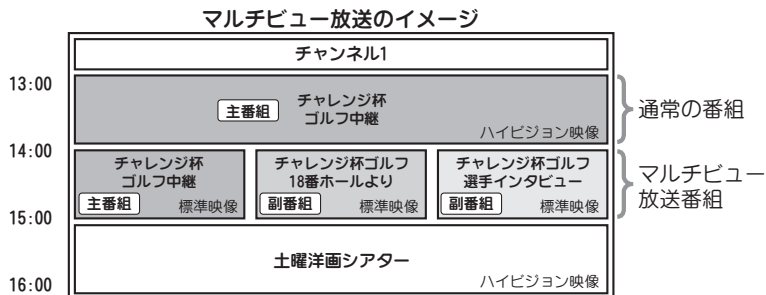 マルチビュー放送のイメージ
チャンネル1
13:00
主番組
チャレンジ杯
ゴルフ中継
ハイビジョン映像
通常の番組
14:00
チャレンジ杯
ゴルフ中継
主番組 標準映像
チャレンジ杯ゴルフ
18番ホールより
副番組 標準映像
チャレンジ杯ゴルフ
選手インタビュー
副番組 標準映像
マルチビュー
放送番組
15:00
土曜洋画シアター
ハイビジョン映像
16:00